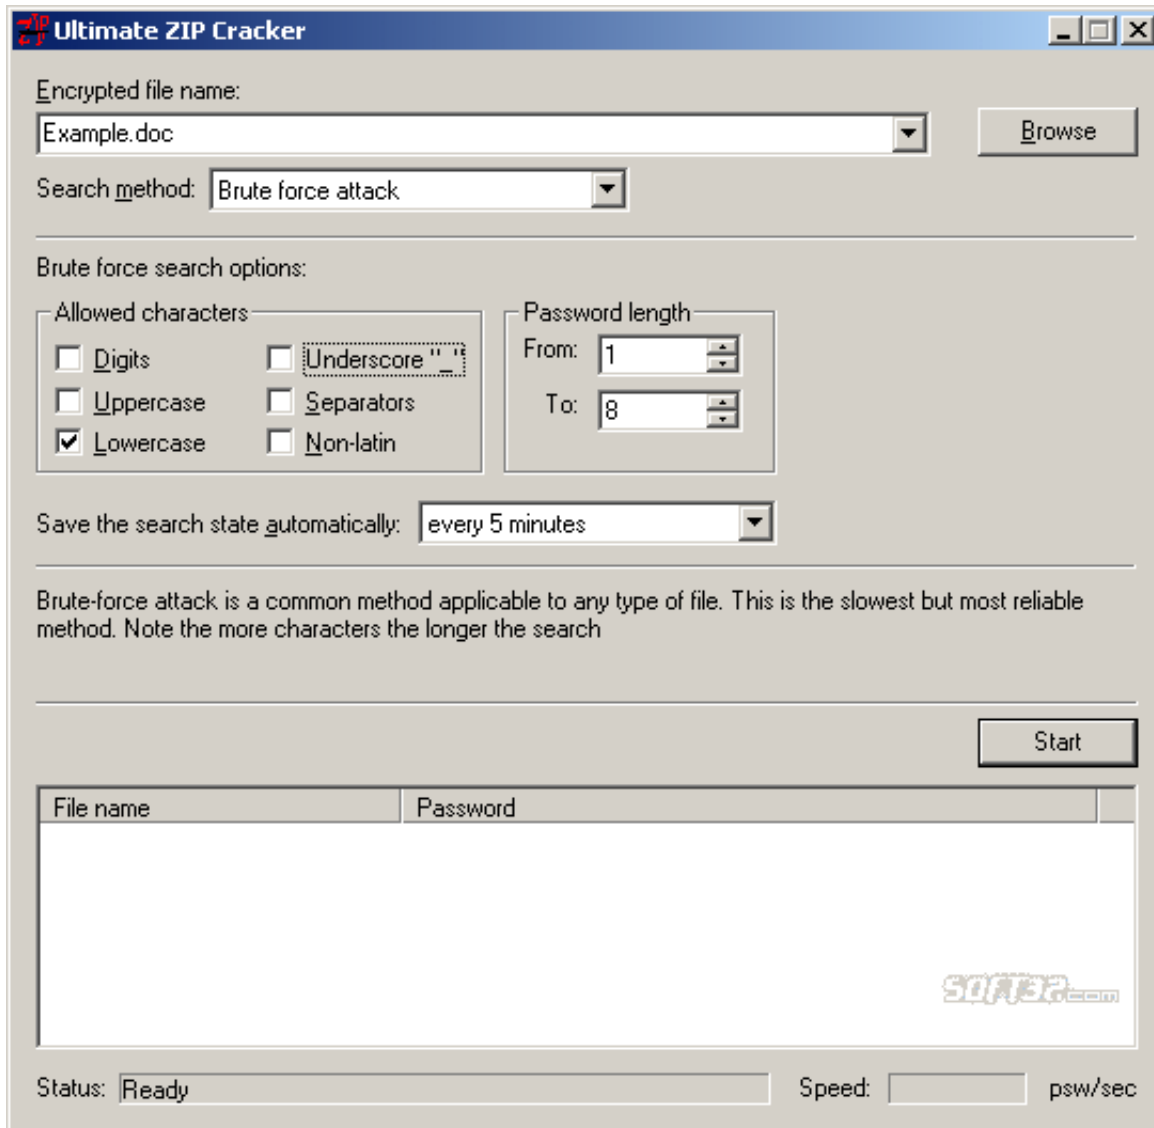 Ultimate ZIP Cracker
Encrypted file name:
Example.doc
Browse
Search method: Brute force attack
Brute force search options:
Allowed characters
Password length
Digits
Underscore "_"
From: 1
Uppercase
Separators
To: 8
Lowercase
Non-latin
Save the search state automatically: every 5 minutes
Brute-force attack is a common method applicable to any type of file. This is the slowest but most reliable
method. Note the more characters the longer the search
Start
File name
Password
SOFT32.com
Status: Ready
Speed: psw/sec